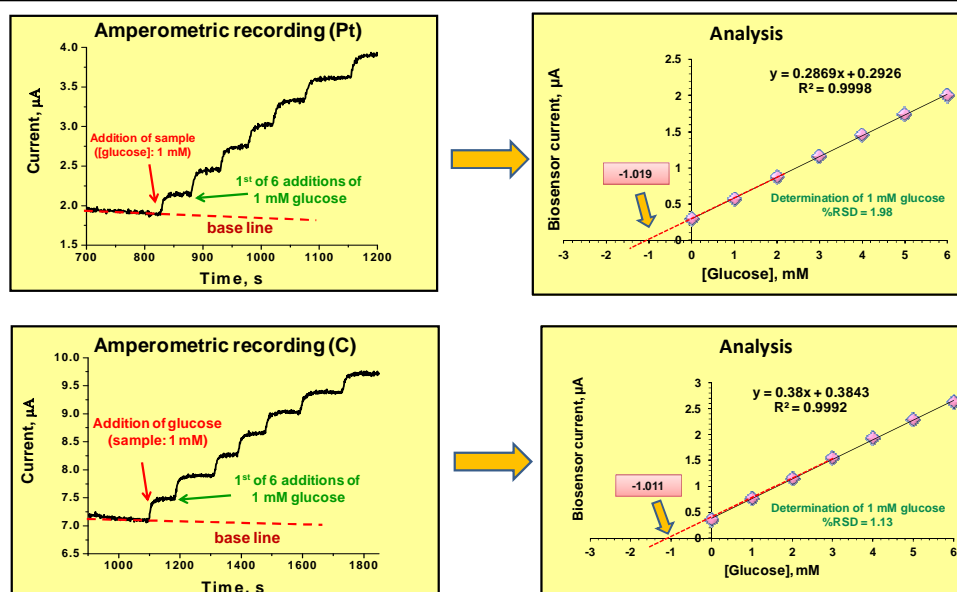 Amperometric recording (Pt)
4.0
3.5
3.0
2.5
2.0
1.5
Current, µA
Addition of sample
([glucose]: 1 mM)
1st of 6 additions of
1 mM glucose
base line
700 800 900 1000 1100 1200
Time, s
Analysis
2.5
2
1.5
1
0.5
0
Biosensor current, µA
y = 0.2869x + 0.2926
R² = 0.9998
-1.019
Determination of 1 mM glucose
%RSD = 1.98
-3 -2 -1 0 1 2 3 4 5 6
[Glucose], mM
Amperometric recording (C)
10.0
9.5
9.0
8.5
8.0
7.5
7.0
6.5
Current, µA
Addition of glucose
(sample: 1 mM)
1st of 6 additions of
1 mM glucose
base line
1000 1200 1400 1600 1800
Time, s
Analysis
3
2.5
2
1.5
1
0.5
0
Biosensor current, µA
y = 0.38x + 0.3843
R² = 0.9992
-1.011
Determination of 1 mM glucose
%RSD = 1.13
-3 -2 -1 0 1 2 3 4 5 6
[Glucose], mM